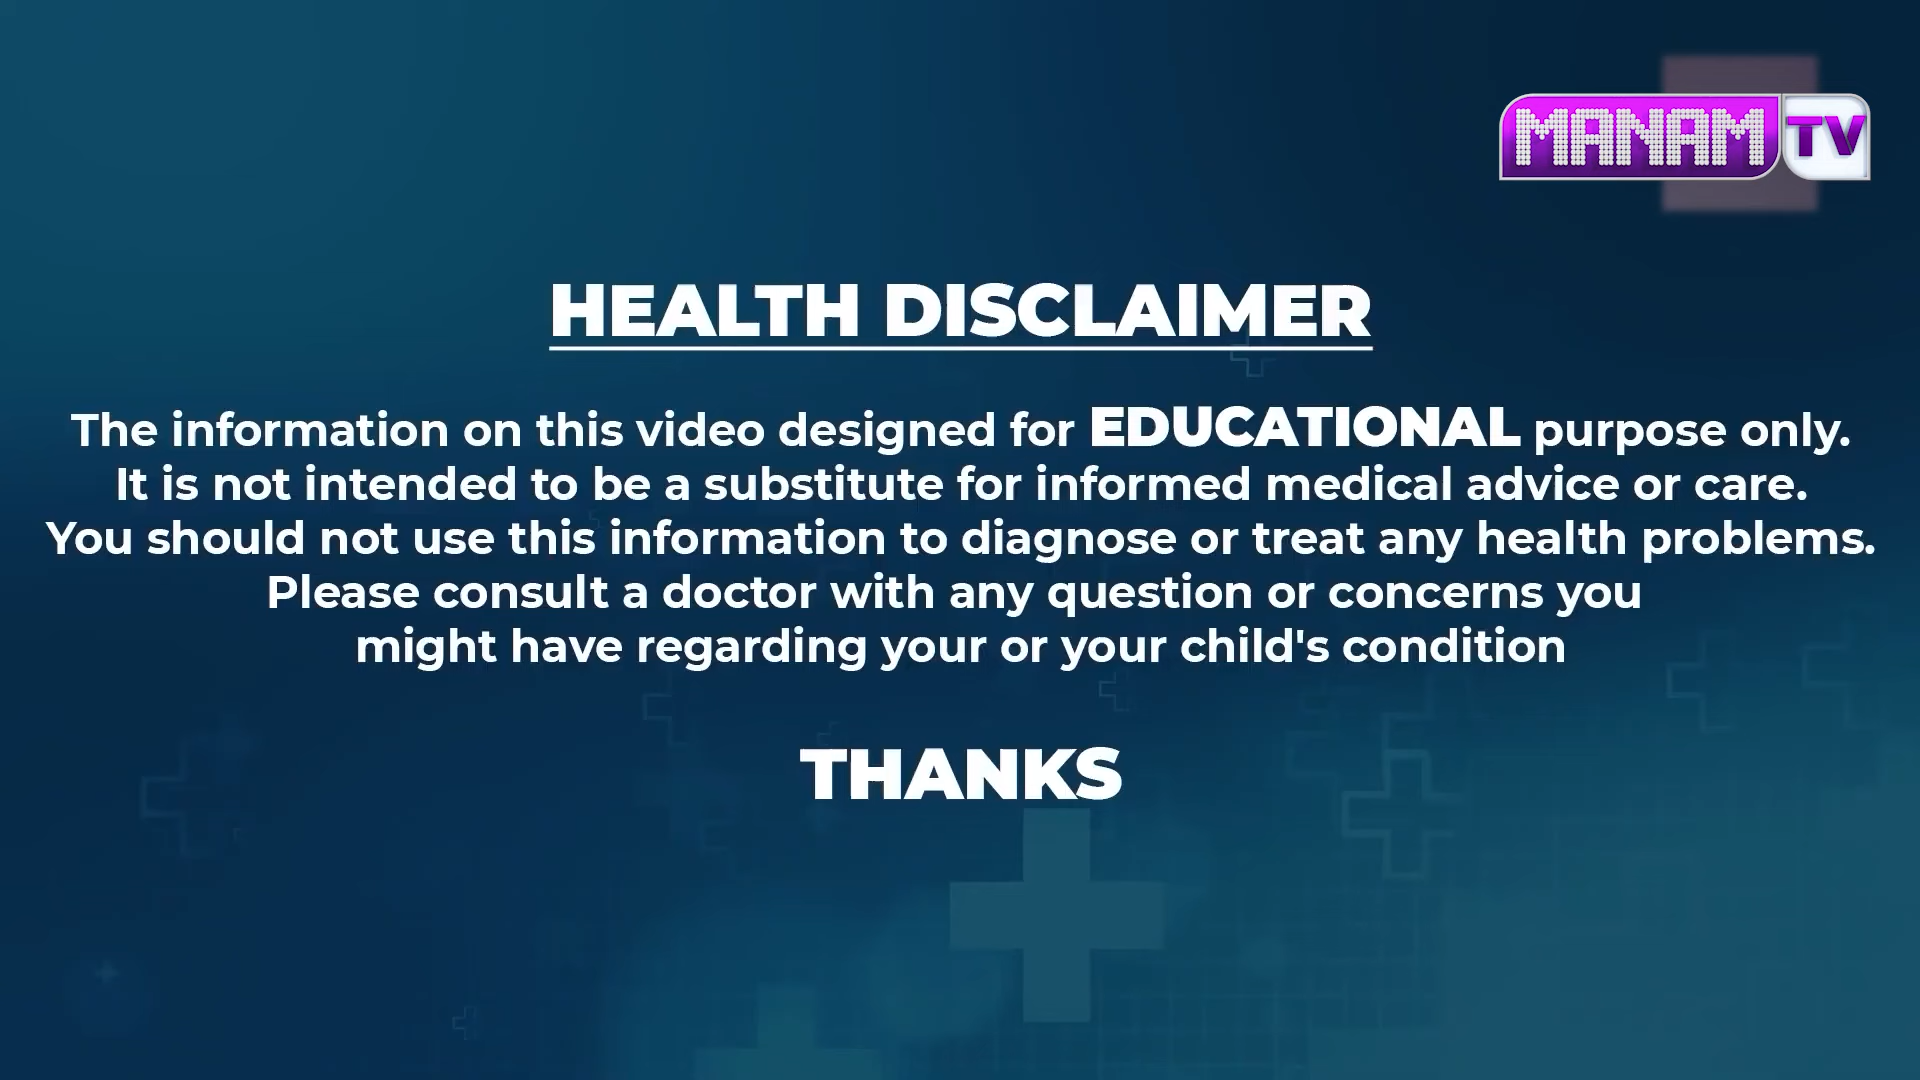 MANAM TV
HEALTH DISCLAIMER
The information on this video designed for EDUCATIONAL purpose only.
It is not intended to be a substitute for informed medical advice or care.
You should not use this information to diagnose or treat any health problems.
Please consult a doctor with any question or concerns you
might have regarding your or your child's condition
THANKS